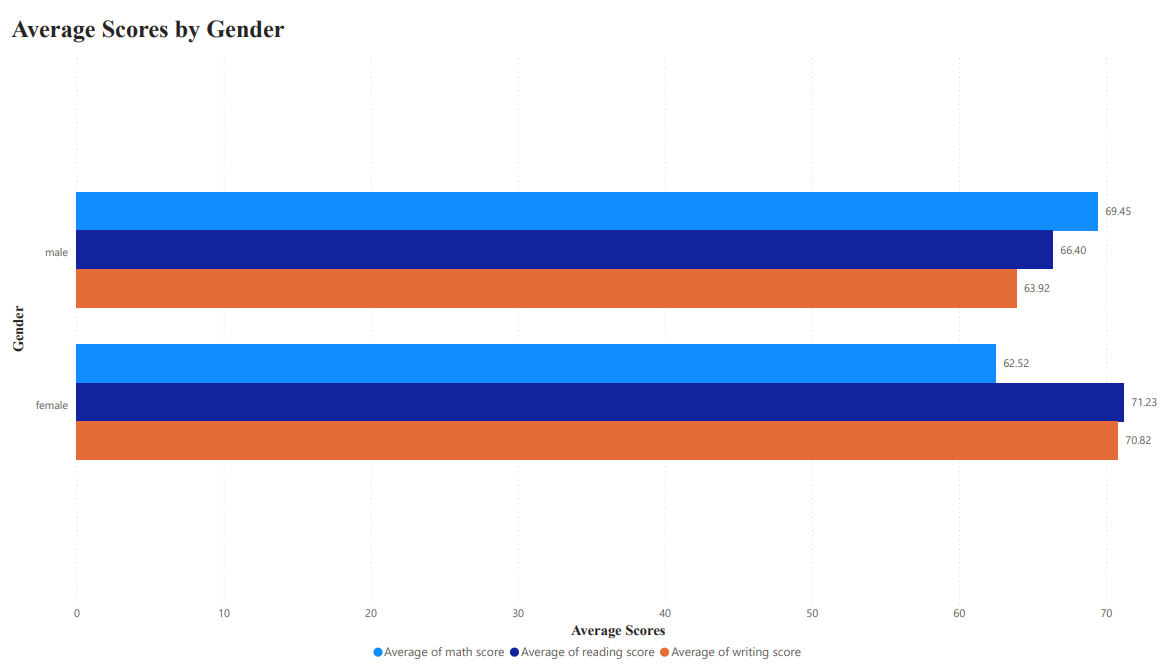 Average Scores by Gender
69.45
male
66.40
63.92
Gender
62.52
female
71.23
70.82
0 10 20 30 40 50 60 70
Average Scores
Average of math score Average of reading score Average of writing score